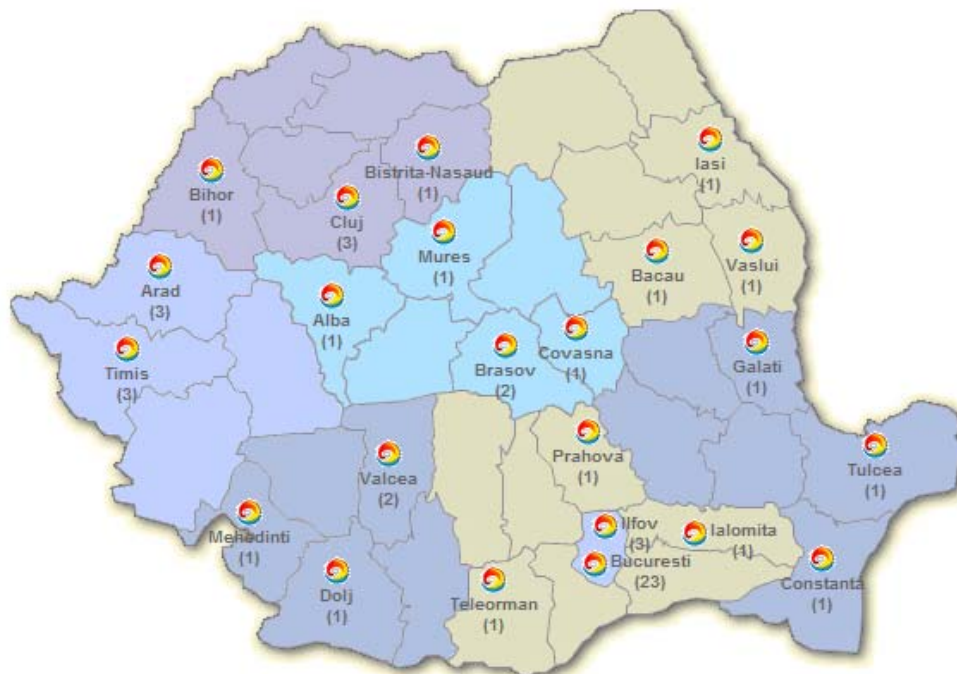 Iasi
(1)
Bistrita-Nasaud
(1)
Bihor
(1)
Cluj
(3)
Mures
(1)
Bacau
(1)
Vaslui
(1)
Arad
(3)
Alba
(1)
Timis
(3)
Brasov
(2)
Covasna
(1)
Galati
(1)
Prahova
(1)
Valcea
(2)
Tulcea
(1)
Mehedinti
(1)
Ilfov
(3)
Ialomita
(1)
Bucuresti
(23)
Constanta
(1)
Dolj
(1)
Teleorman
(1)